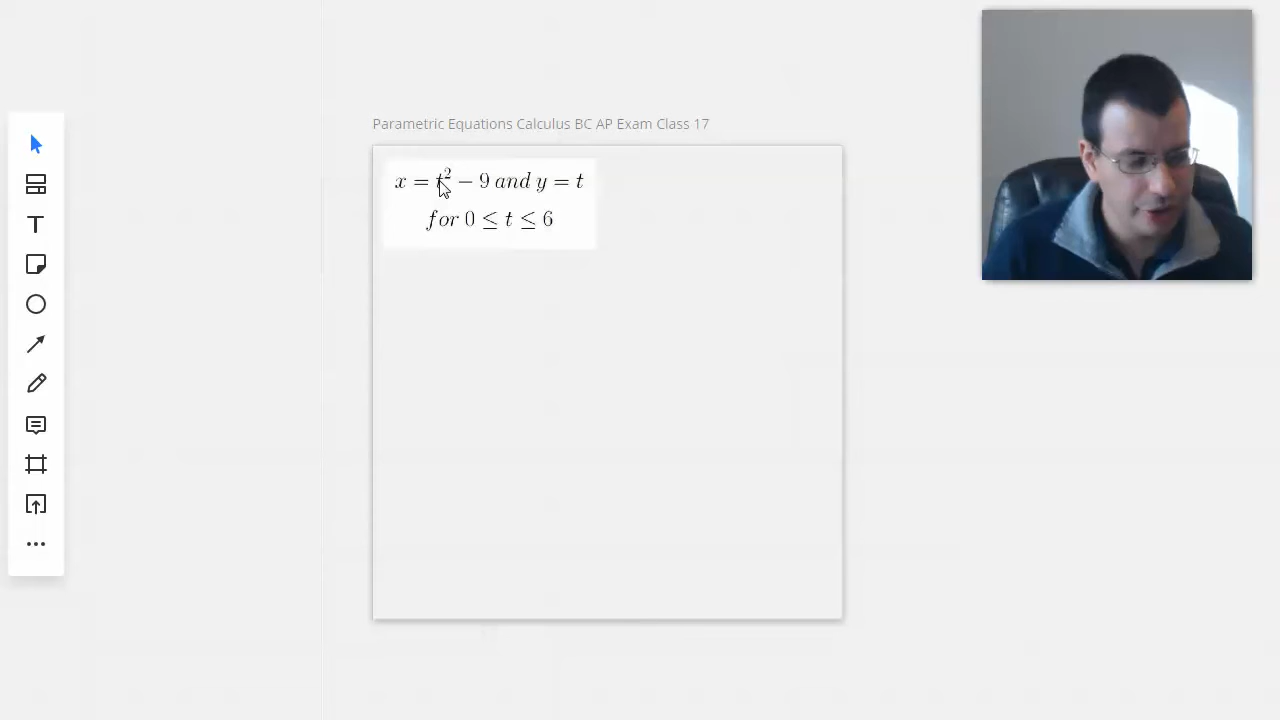 Parametric Equations Calculus BC AP Exam Class 17
x = t² − 9 and y = t
for 0 ≤ t ≤ 6
T